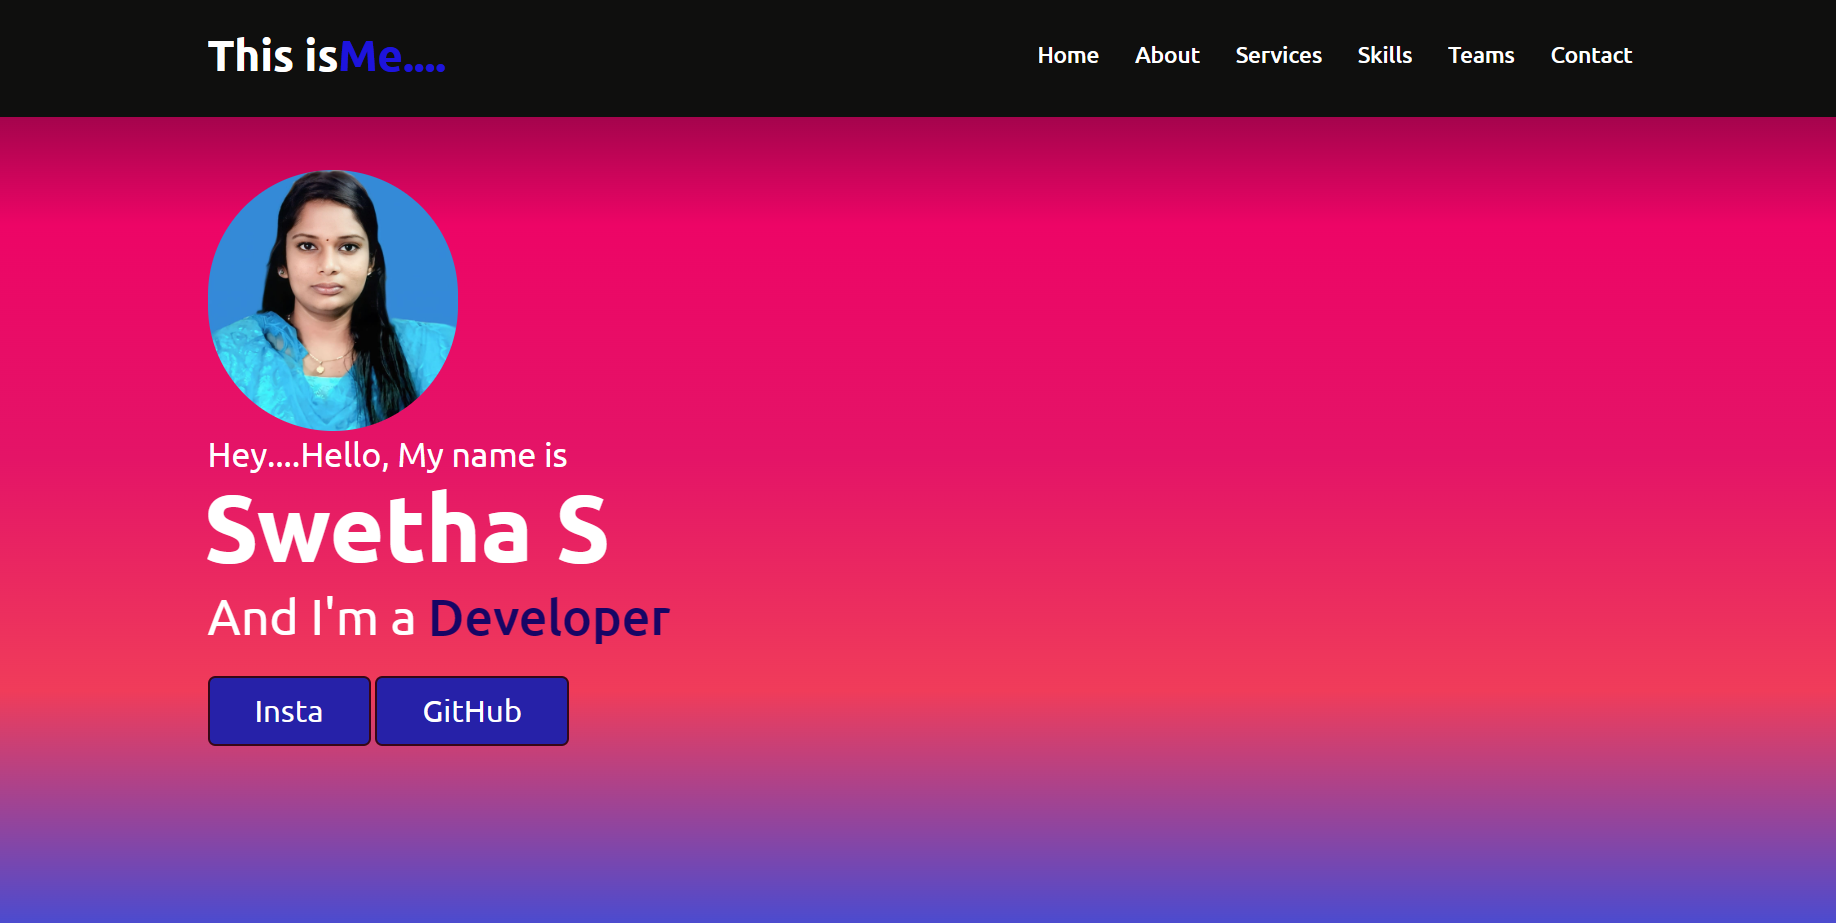 This isMe....
Home About Services Skills Teams Contact
Hey....Hello, My name is
Swetha S
And I'm a Developer
Insta GitHub